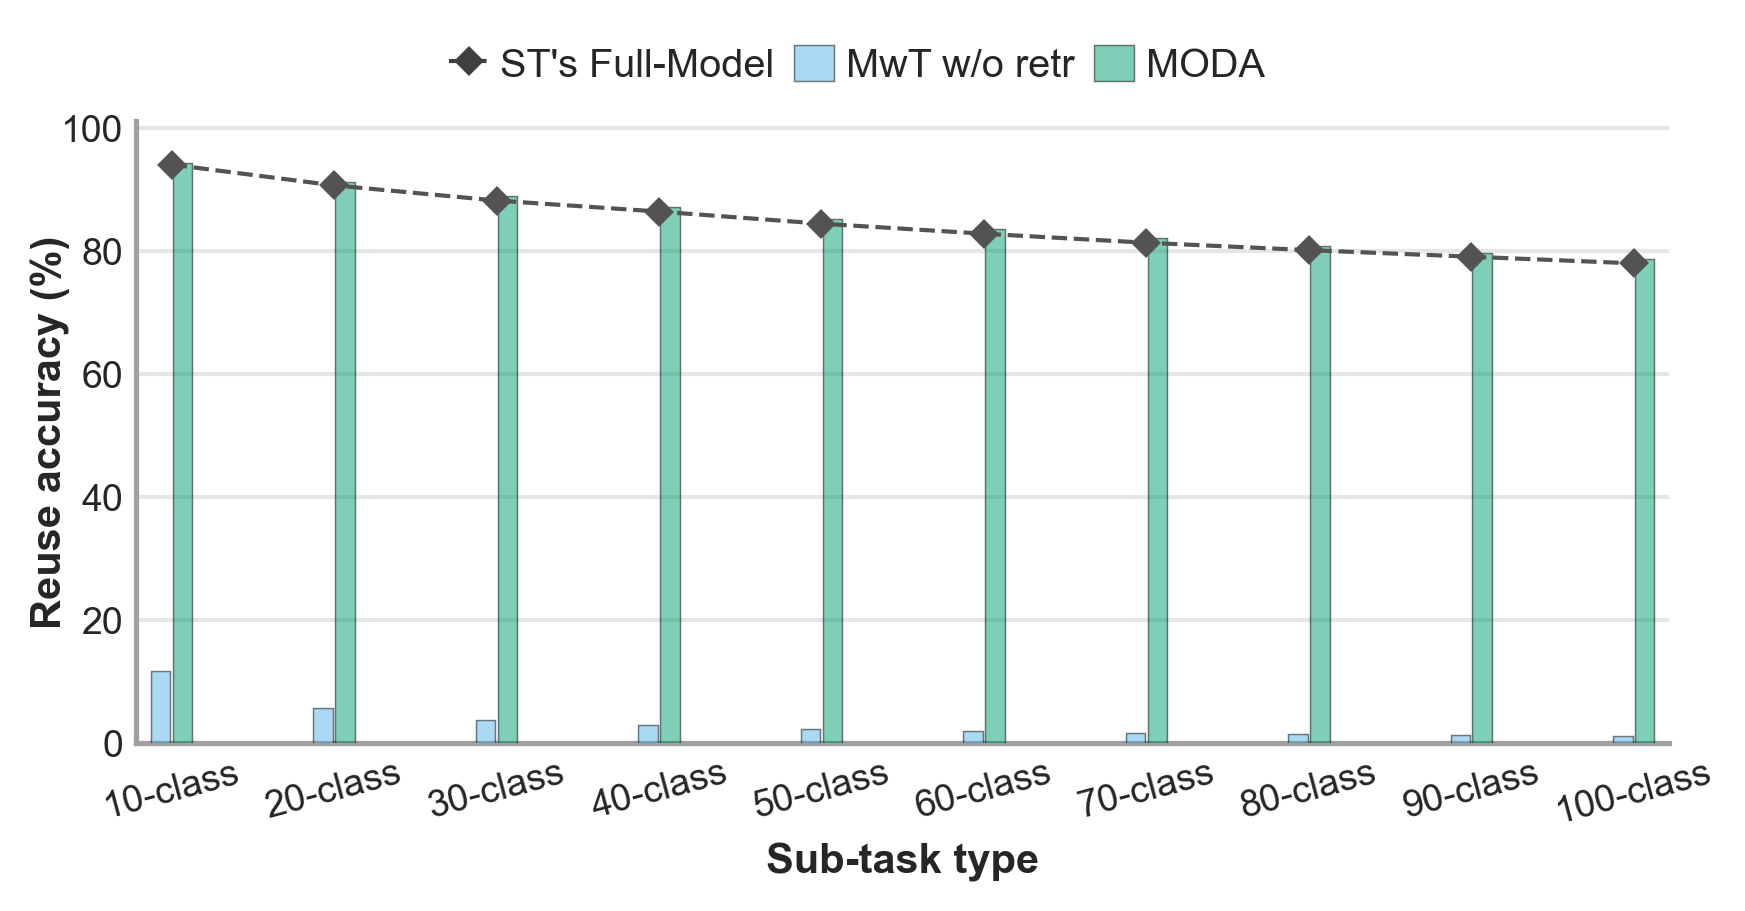 ST's Full-Model MwT w/o retr MODA
Reuse accuracy (%)
100
80
60
40
20
0
10-class 20-class 30-class 40-class 50-class 60-class 70-class 80-class 90-class 100-class
Sub-task type